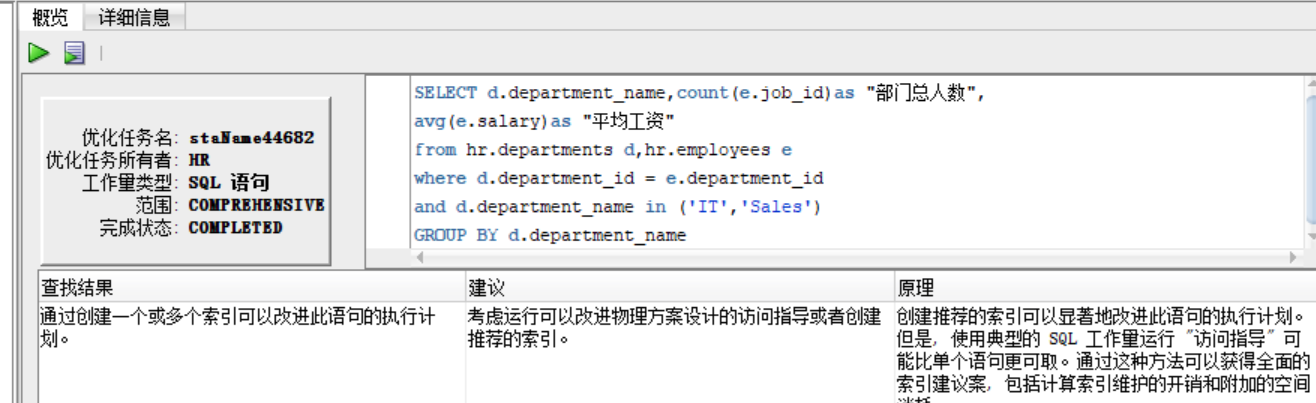 概览 详细信息
优化任务名: staName44682
优化任务所有者: HR
工作量类型: SQL 语句
范围: COMPREHENSIVE
完成状态: COMPLETED
SELECT d.department_name,count(e.job_id)as "部门总人数",
avg(e.salary)as "平均工资"
from hr.departments d,hr.employees e
where d.department_id = e.department_id
and d.department_name in ('IT','Sales')
GROUP BY d.department_name
查找结果 建议 原理
通过创建一个或多个索引可以改进此语句的执行计
划。
考虑运行可以改进物理方案设计的访问指导或者创建
推荐的索引。
创建推荐的索引可以显著地改进此语句的执行计划。
但是, 使用典型的 SQL 工作量运行 "访问指导" 可
能比单个语句更可取。通过这种方法可以获得全面的
索引建议案, 包括计算索引维护的开销和附加的空间